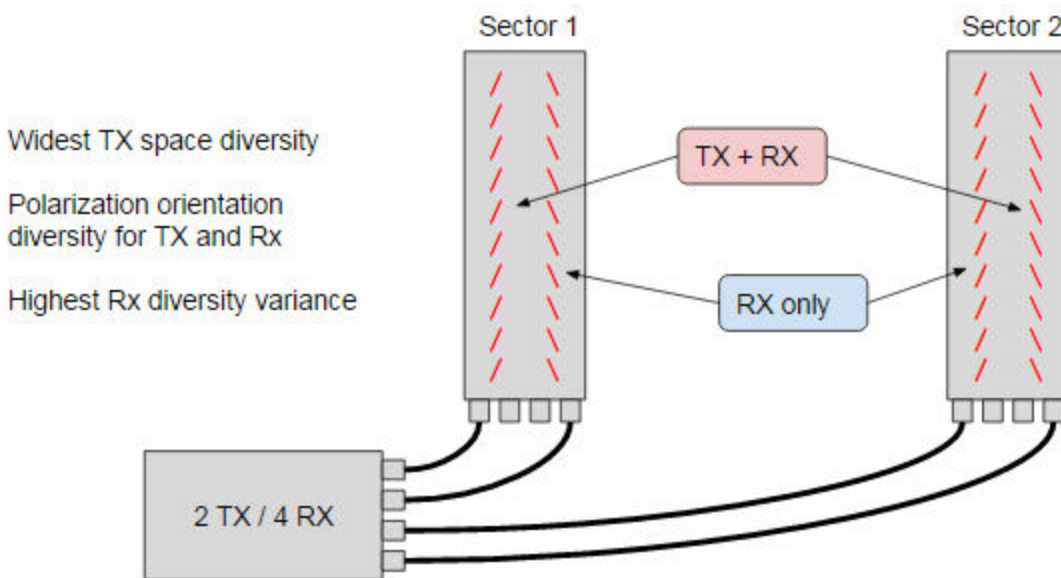 Sector 1
Sector 2
Widest TX space diversity
TX + RX
Polarization orientation
diversity for TX and Rx
Highest Rx diversity variance
RX only
2 TX / 4 RX